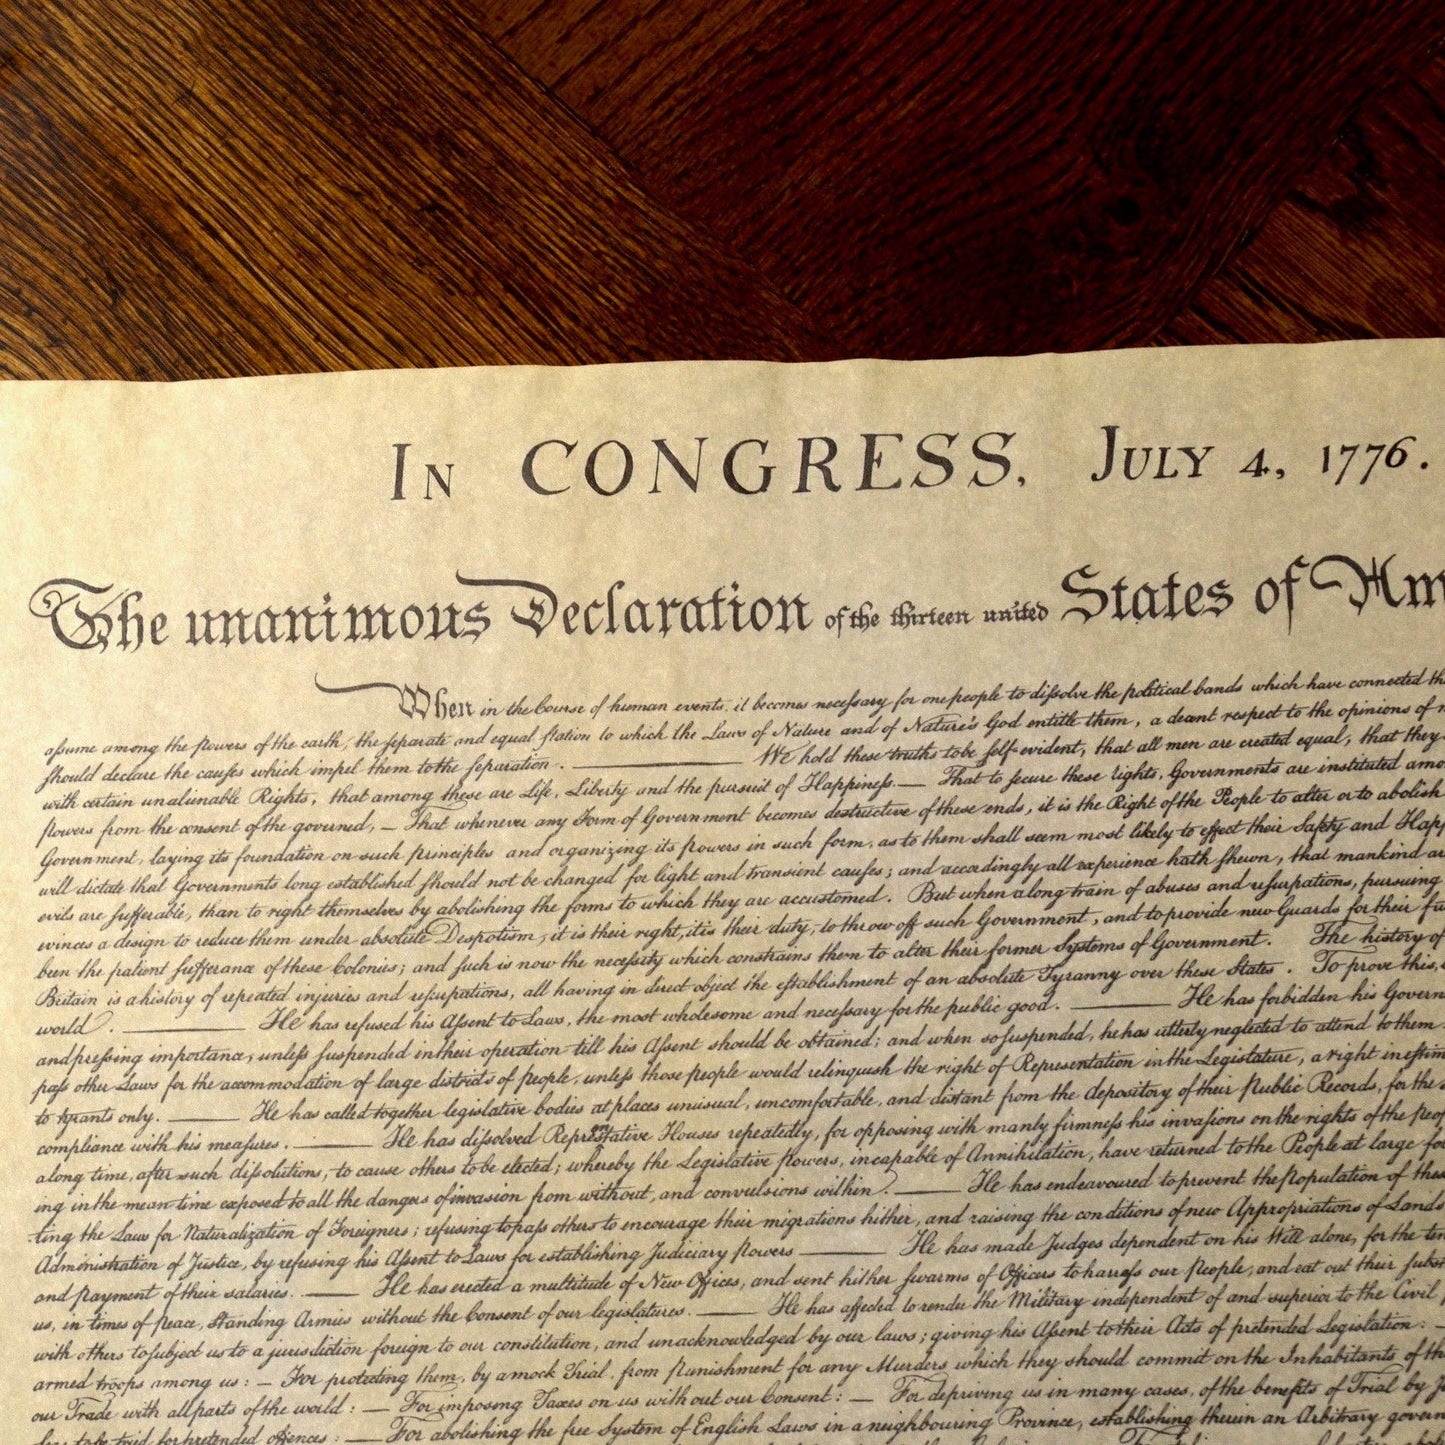 In CONGRESS, July 4, 1776.
The unanimous Declaration of the thirteen united States of Am
When in the Course of human events, it becomes necessary for one people to dissolve the political bands which have connected th
assume among the powers of the earth, the separate and equal station to which the Laws of Nature and of Nature's God entitle them, a decent respect to the opinions of
should declare the causes which impel them to the separation. — We hold these truths to be self-evident, that all men are created equal, that they
with certain unalienable Rights, that among these are Life, Liberty and the pursuit of Happiness. — That to secure these rights, Governments are instituted amo
powers from the consent of the governed, — That whenever any Form of Government becomes destructive of these ends, it is the Right of the People to alter or to abolish
Government, laying its foundation on such principles and organizing its powers in such form, as to them shall seem most likely to effect their Safety and Happ
will dictate that Governments long established should not be changed for light and transient causes; and accordingly all experience hath shewn, that mankind ar
evils are sufferable, than to right themselves by abolishing the forms to which they are accustomed. But when a long train of abuses and usurpations, pursuing
evinces a design to reduce them under absolute Despotism, it is their right, it is their duty, to throw off such Government, and to provide new Guards for their fu
been the patient sufferance of these Colonies; and such is now the necessity which constrains them to alter their former Systems of Government. The history of
Britain is a history of repeated injuries and usurpations, all having in direct object the establishment of an absolute Tyranny over these States. To prove this,
world. — He has refused his Assent to Laws, the most wholesome and necessary for the public good. — He has forbidden his Govern
and pressing importance, unless suspended in their operation till his Assent should be obtained; and when so suspended, he has utterly neglected to attend to them.
pass other Laws for the accommodation of large districts of people, unless those people would relinquish the right of Representation in the Legislature, a right inestim
to tyrants only. — He has called together legislative bodies at places unusual, uncomfortable, and distant from the depository of their Public Records, for the
compliance with his measures. — He has dissolved Representative Houses repeatedly, for opposing with manly firmness his invasions on the rights of the peop
a long time, after such dissolutions, to cause others to be elected; whereby the Legislative powers, incapable of Annihilation, have returned to the People at large for
ing in the mean time exposed to all the dangers of invasion from without, and convulsions within. — He has endeavoured to prevent the population of these
ting the Laws for Naturalization of Foreigners; refusing to pass others to encourage their migrations hither, and raising the conditions of new Appropriations of Lands
Administration of Justice, by refusing his Assent to Laws for establishing Judiciary powers — He has made Judges dependent on his Will alone, for the ten
and payment of their salaries. — He has erected a multitude of New Offices, and sent hither swarms of Officers to harrass our people, and eat out their subst
us, in times of peace, Standing Armies without the Consent of our legislatures. — He has affected to render the Military independent of and superior to the Civil
with others to subject us to a jurisdiction foreign to our constitution, and unacknowledged by our laws; giving his Assent to their Acts of pretended Legislation: —
armed troops among us: — For protecting them, by a mock Trial, from punishment for any Murders which they should commit on the Inhabitants of th
our Trade with all parts of the world: — For imposing Taxes on us without our Consent: — For depriving us in many cases, of the benefits of Trial by J
Seas to be tried for pretended offences: — For abolishing the free System of English Laws in a neighbouring Province, establishing therein an Arbitrary govern